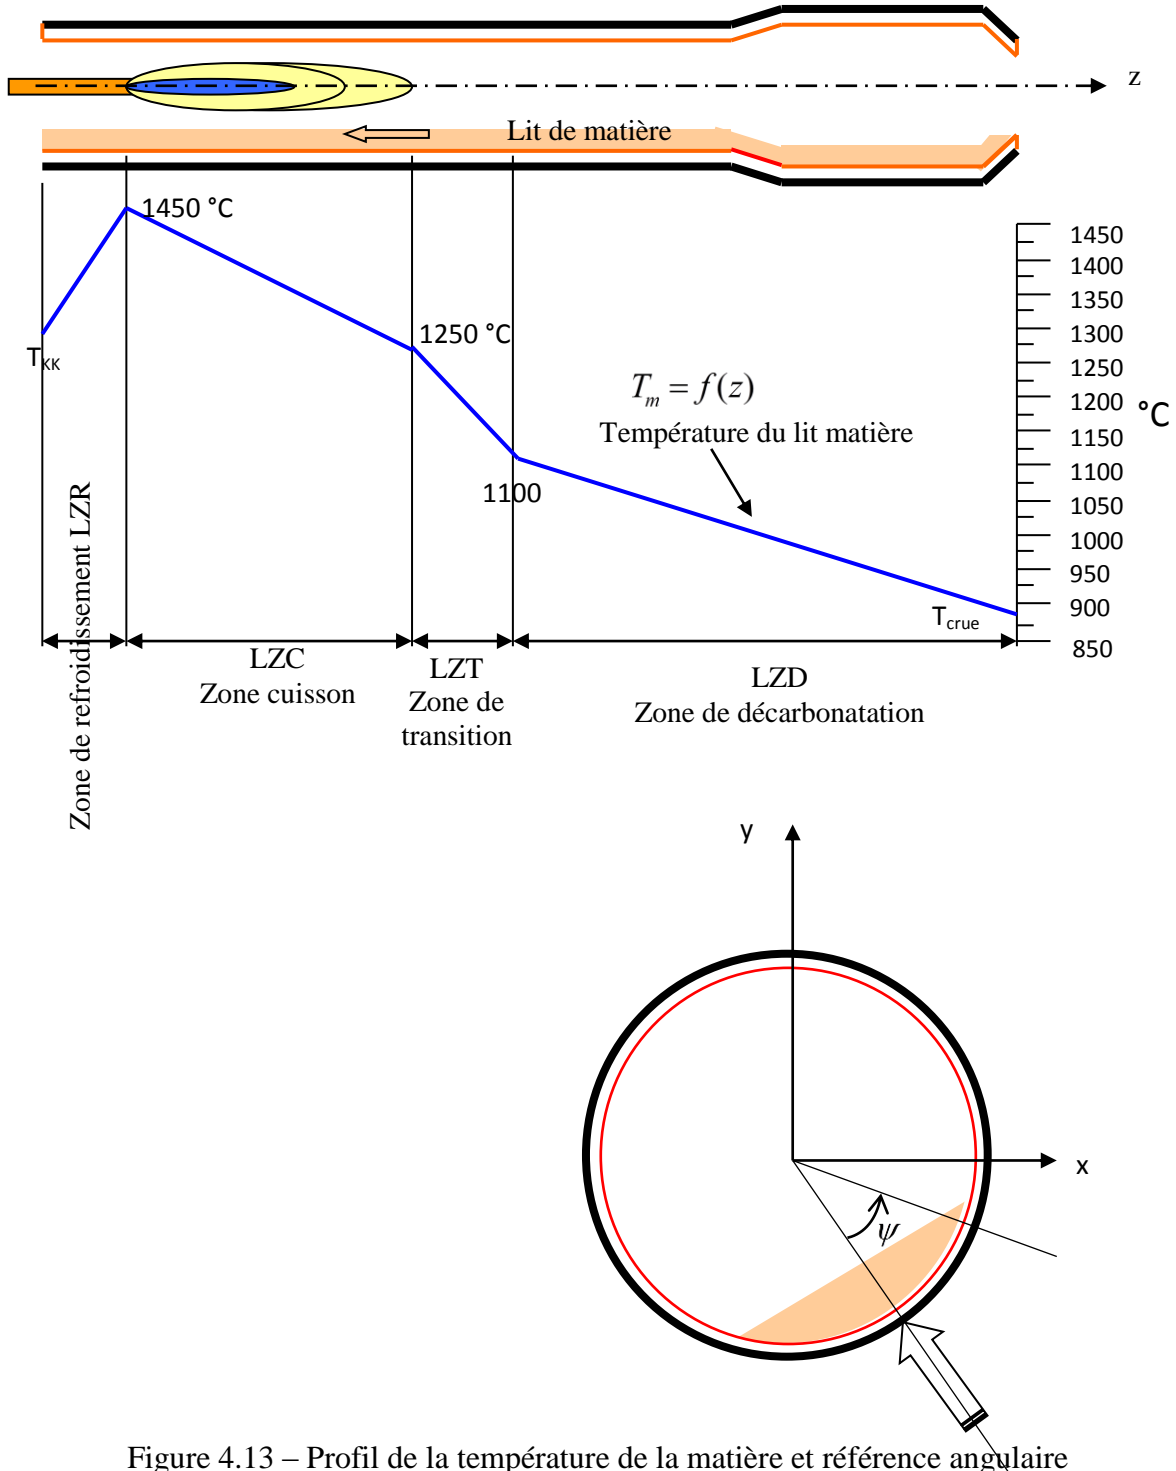 z
Lit de matière
1450 °C
1250 °C
T_KK
1100
T_m = f(z)
Température du lit matière
T_crue
1450
1400
1350
1300
1250
1200
1150
1100
1050
1000
950
900
850
°C
Zone de refroidissement LZR
LZC
Zone cuisson
LZT
Zone de
transition
LZD
Zone de décarbonatation
y
x
ψ
Figure 4.13 – Profil de la température de la matière et référence angulaire